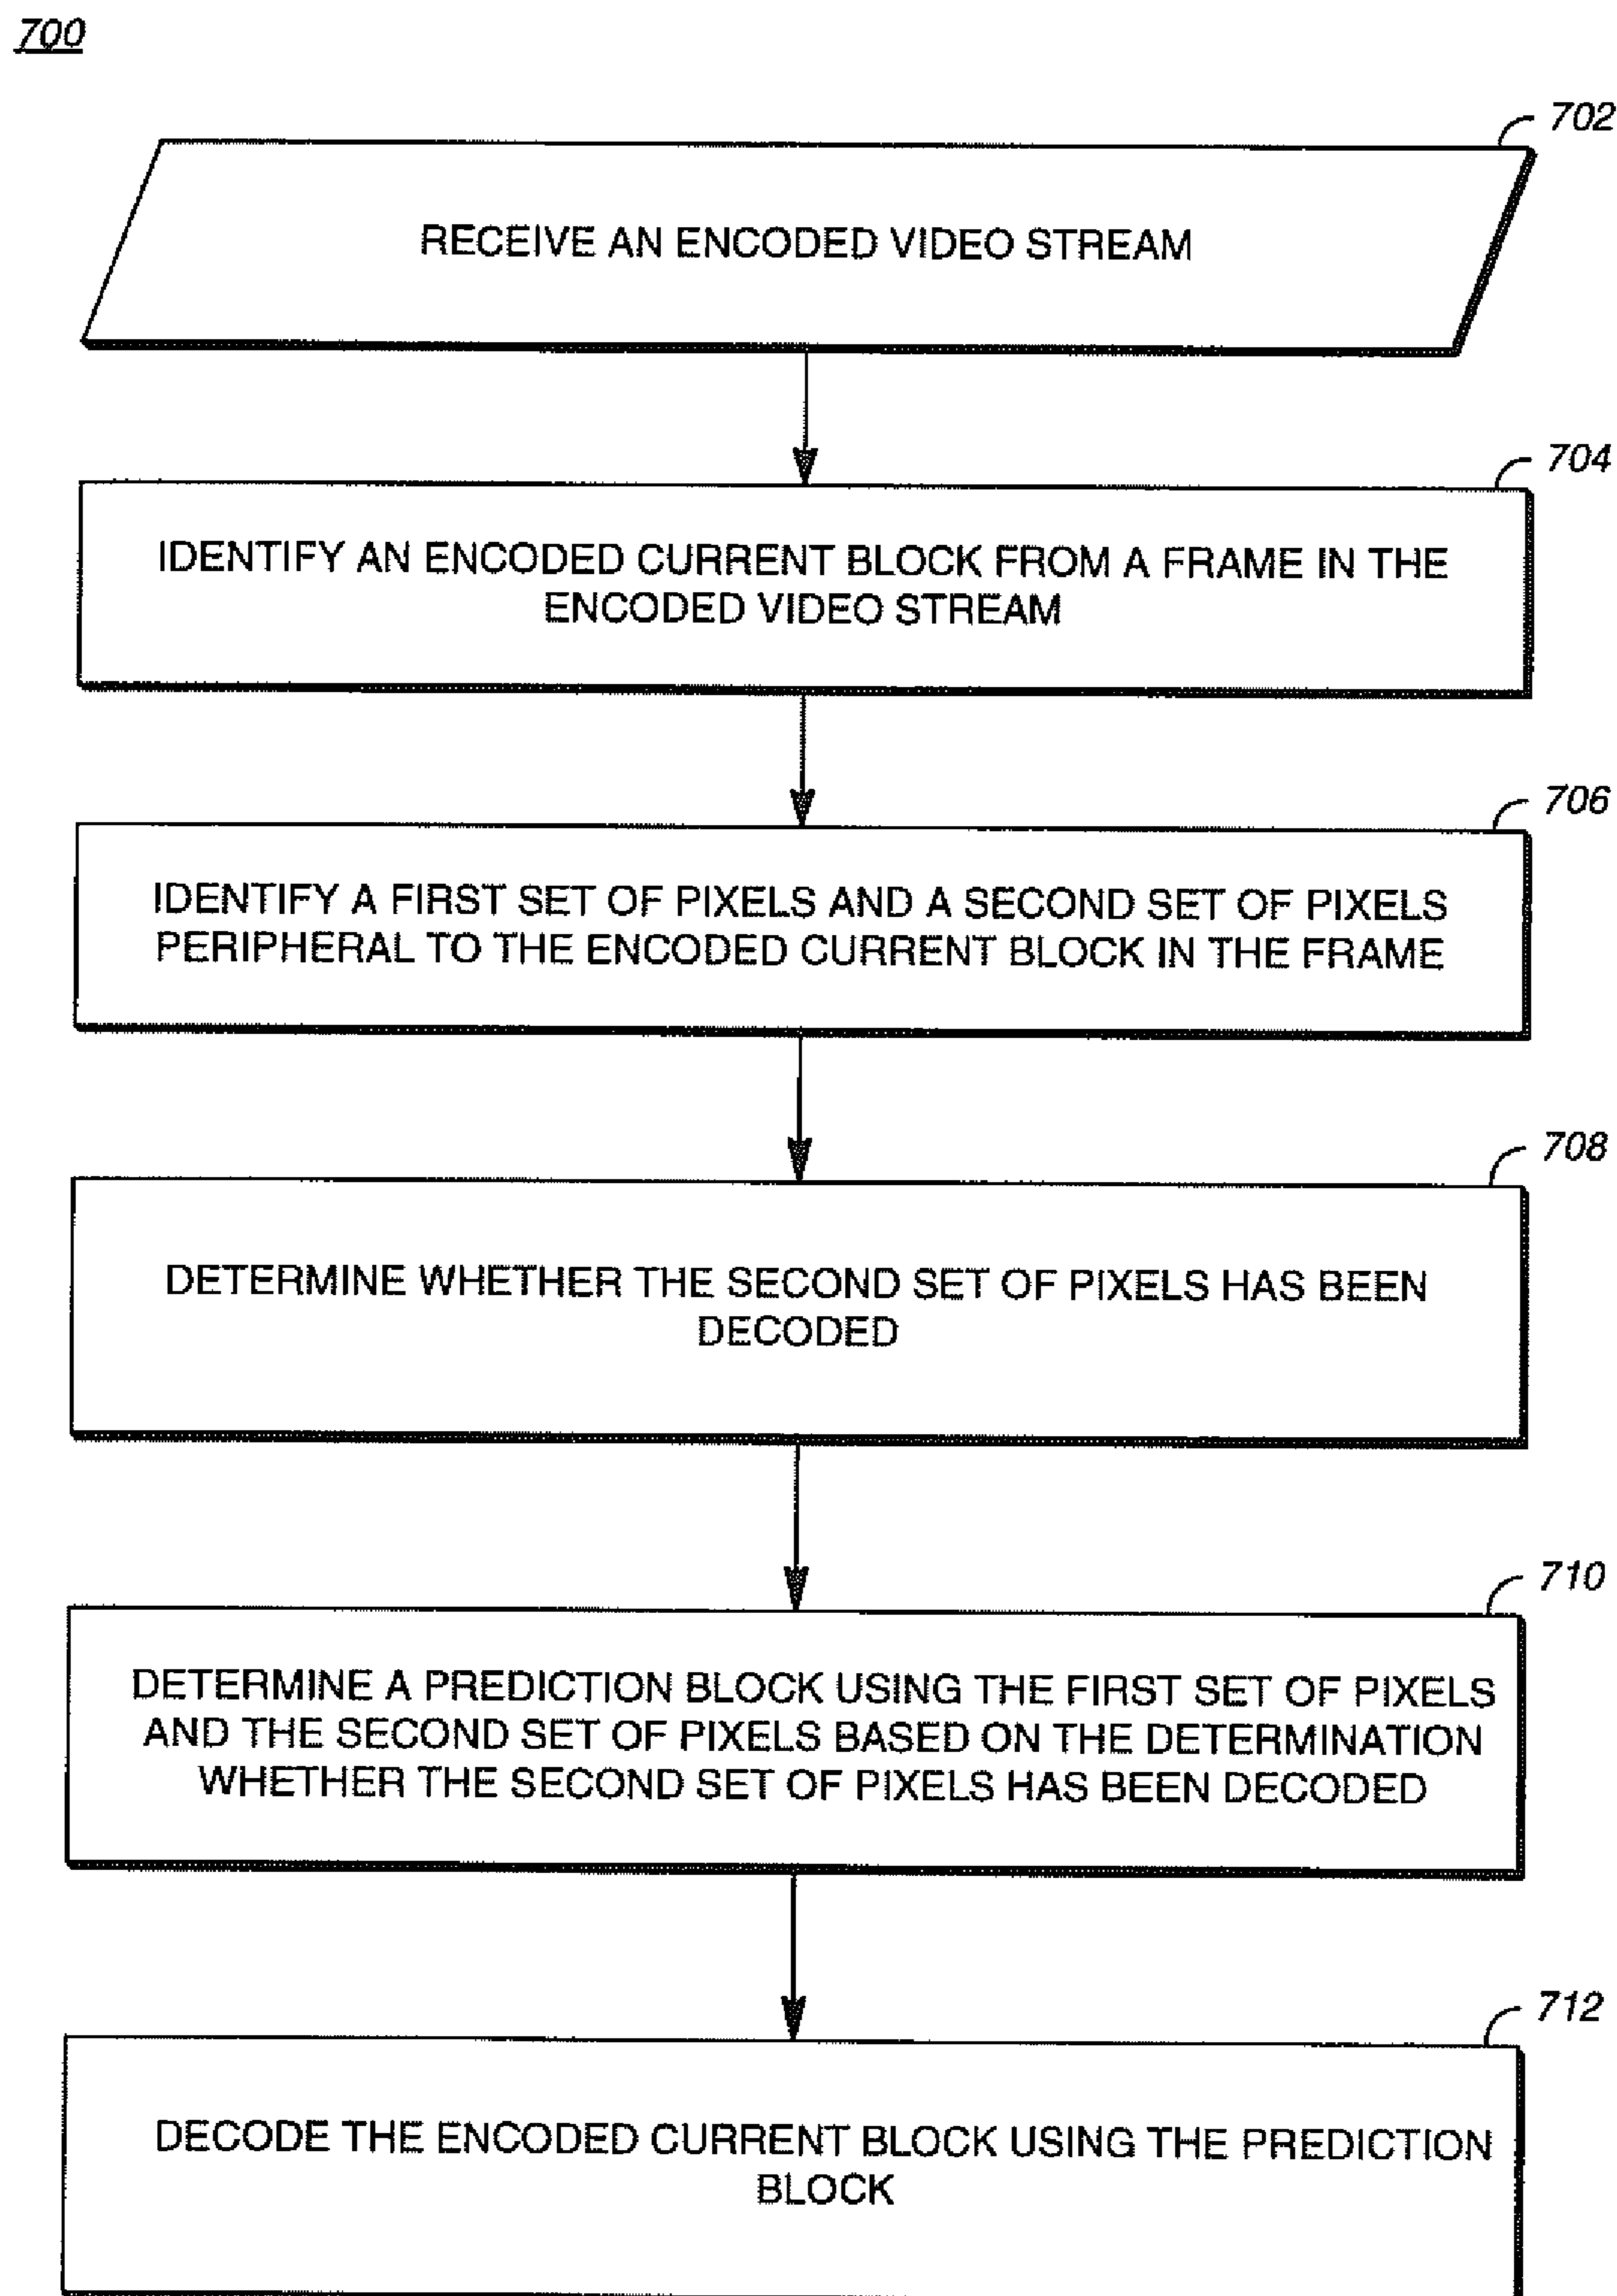 700
702
RECEIVE AN ENCODED VIDEO STREAM
704
IDENTIFY AN ENCODED CURRENT BLOCK FROM A FRAME IN THE
ENCODED VIDEO STREAM
706
IDENTIFY A FIRST SET OF PIXELS AND A SECOND SET OF PIXELS
PERIPHERAL TO THE ENCODED CURRENT BLOCK IN THE FRAME
708
DETERMINE WHETHER THE SECOND SET OF PIXELS HAS BEEN
DECODED
710
DETERMINE A PREDICTION BLOCK USING THE FIRST SET OF PIXELS
AND THE SECOND SET OF PIXELS BASED ON THE DETERMINATION
WHETHER THE SECOND SET OF PIXELS HAS BEEN DECODED
712
DECODE THE ENCODED CURRENT BLOCK USING THE PREDICTION
BLOCK